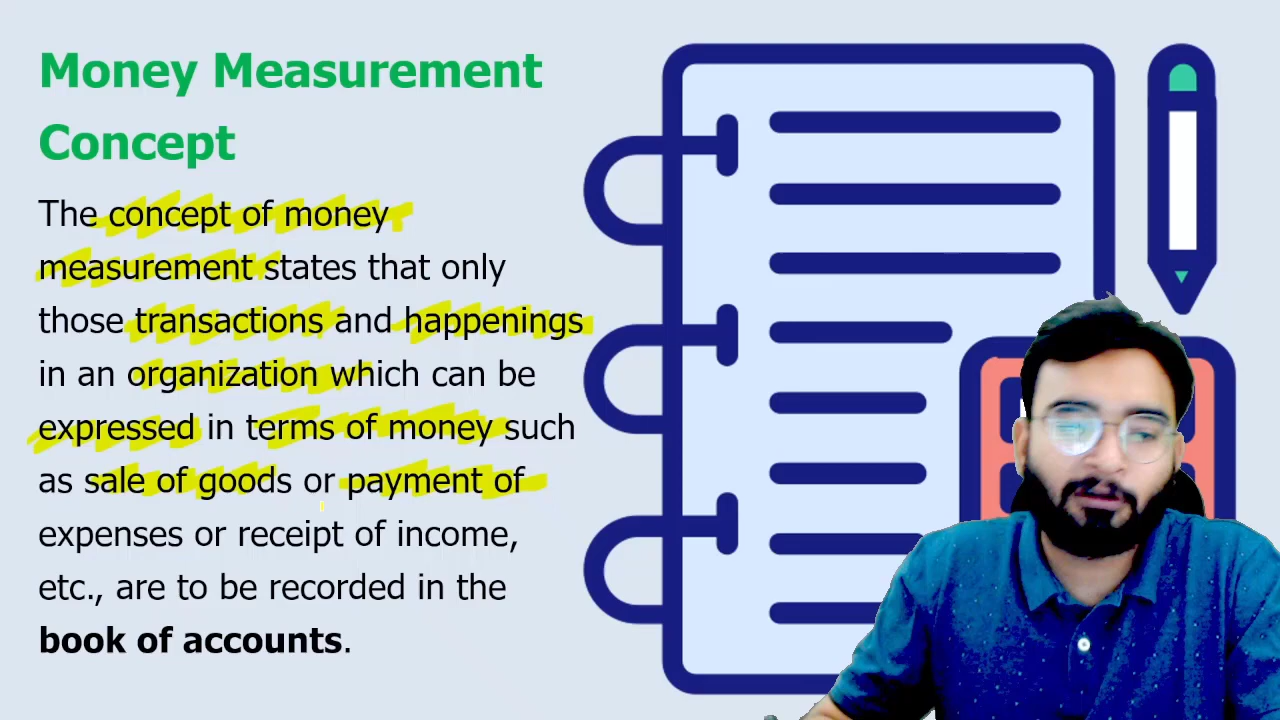 Money Measurement
Concept
The concept of money
measurement states that only
those transactions and happenings
in an organization which can be
expressed in terms of money such
as sale of goods or payment of
expenses or receipt of income,
etc., are to be recorded in the
book of accounts.